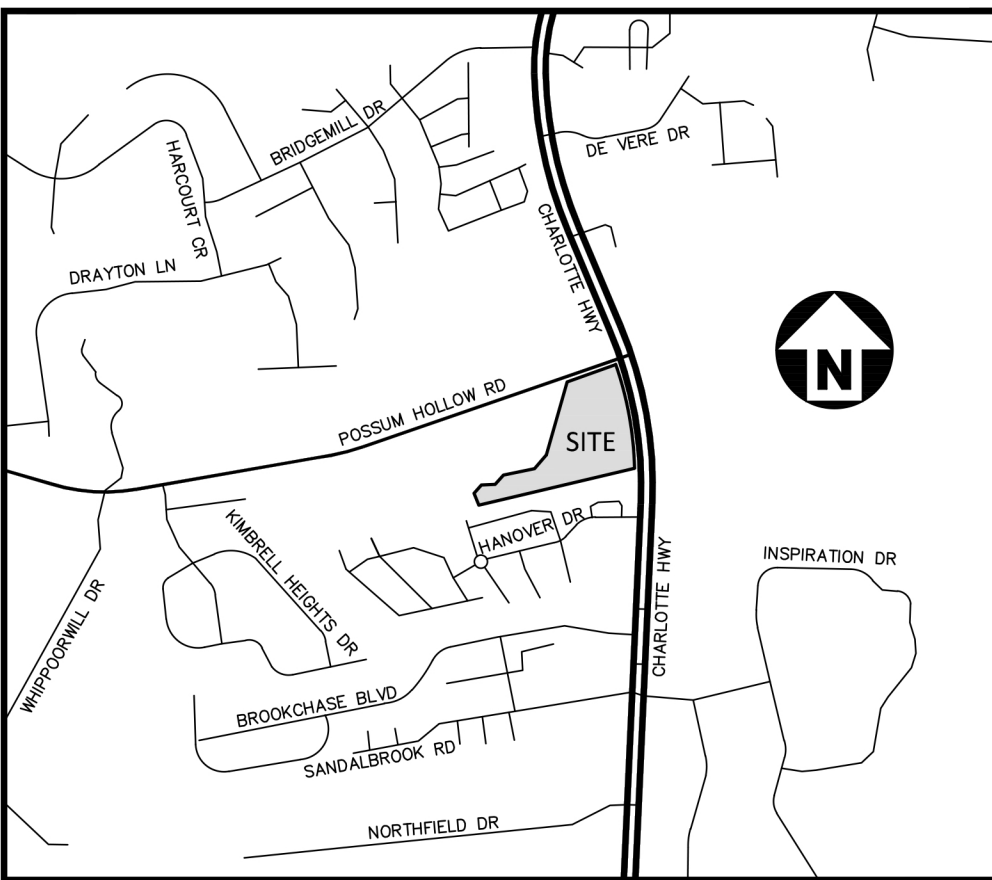 BRIDGEMILL DR
DE VERE DR
HARCOURT CR
CHARLOTTE HWY
DRAYTON LN
N
POSSUM HOLLOW RD
SITE
KIMBRELL HEIGHTS DR
HANOVER DR
CHARLOTTE HWY
INSPIRATION DR
WHIPPOORWILL DR
BROOKCHASE BLVD
SANDALBROOK RD
NORTHFIELD DR